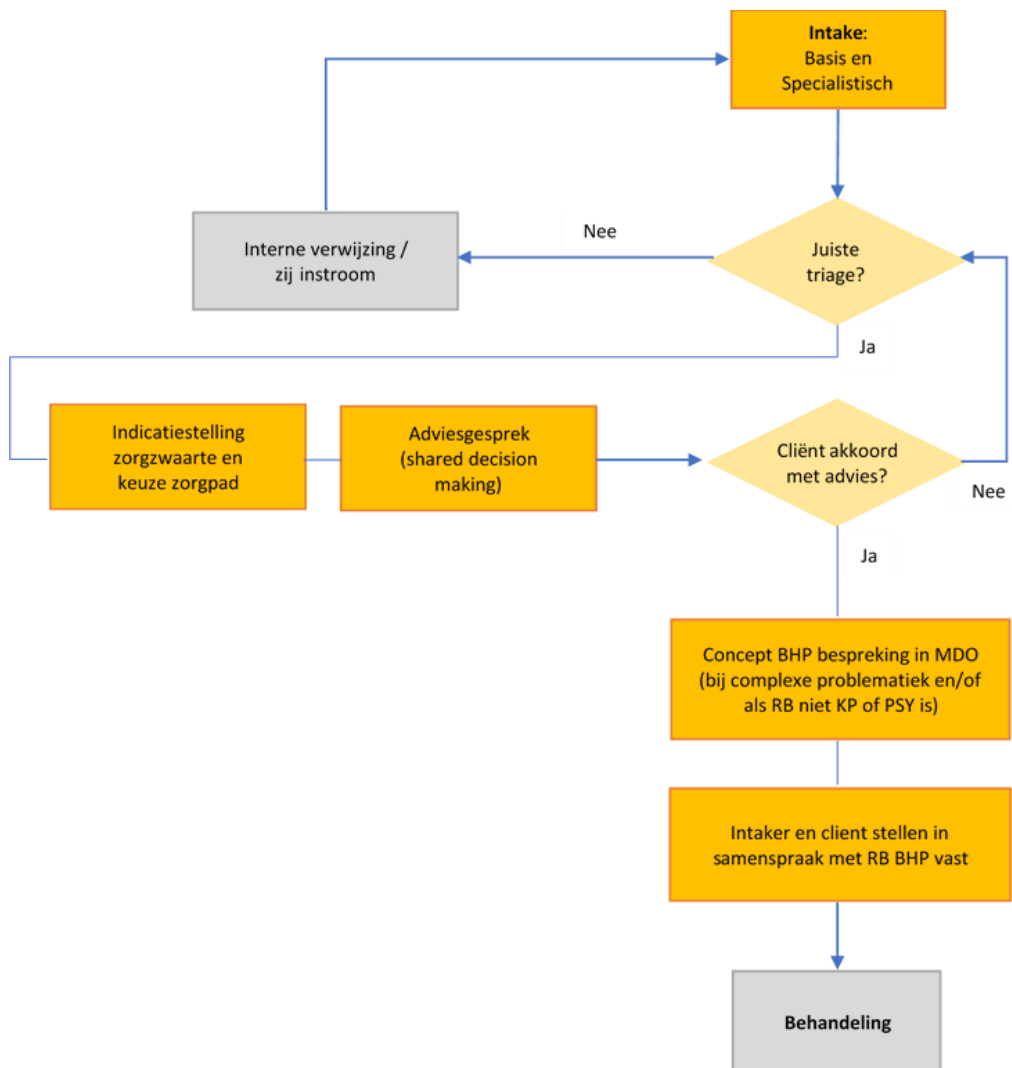 Intake:
Basis en
Specialistisch
Nee
Interne verwijzing /
zij instroom
Juiste
triage?
Ja
Indicatiestelling
zorgzwaarte en
keuze zorgpad
Adviesgesprek
(shared decision
making)
Cliënt akkoord
met advies?
Nee
Ja
Concept BHP bespreking in MDO
(bij complexe problematiek en/of
als RB niet KP of PSY is)
Intaker en client stellen in
samenspraak met RB BHP vast
Behandeling